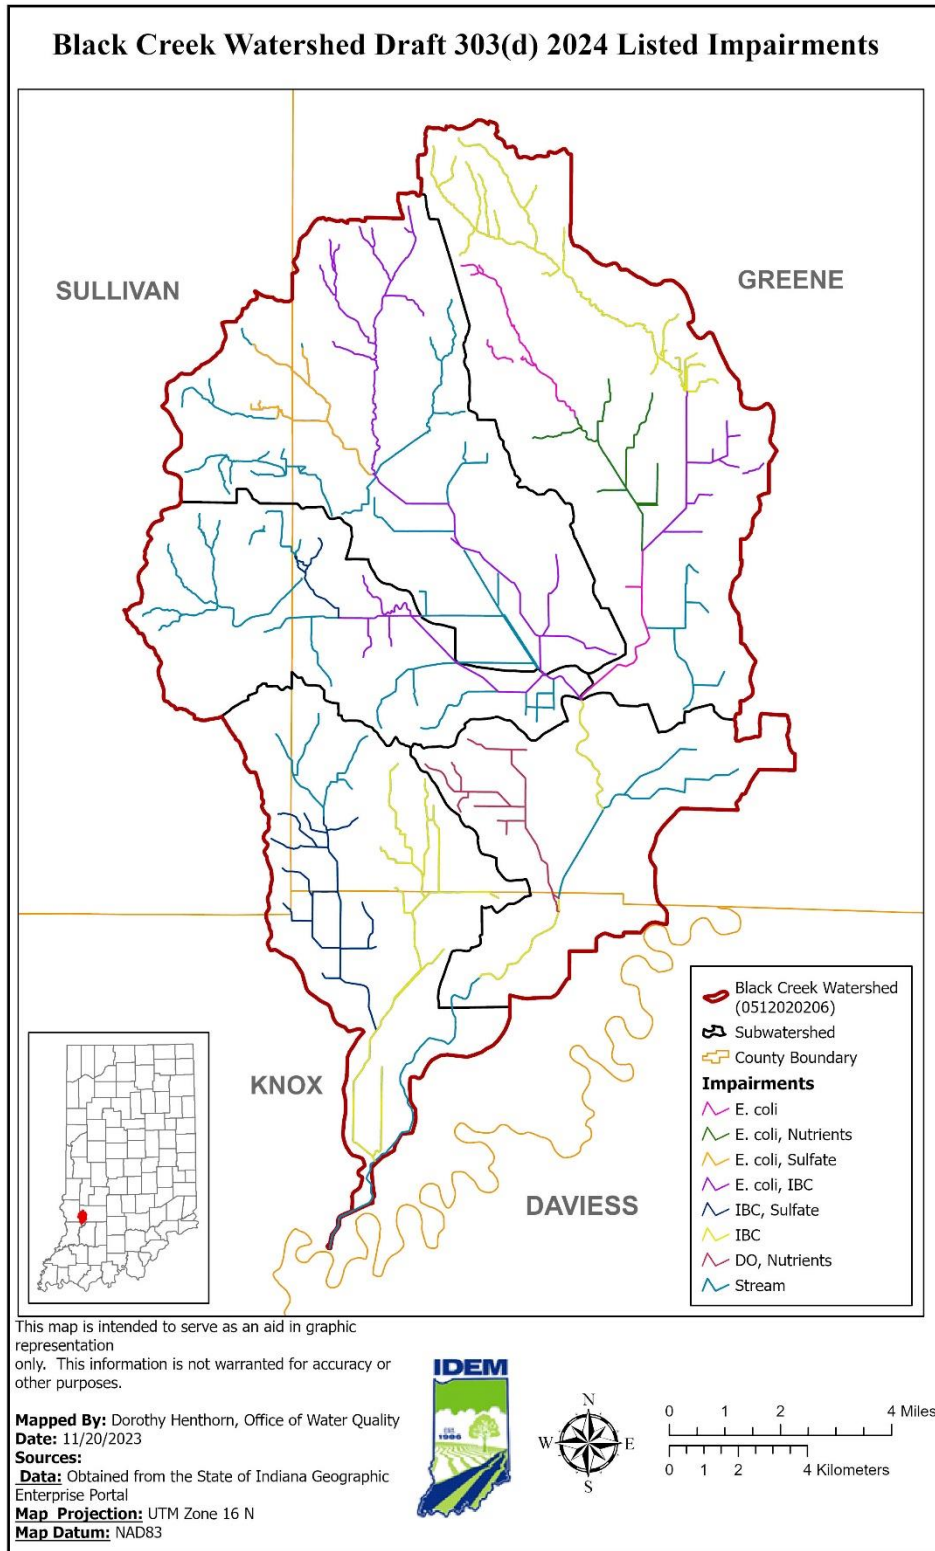 Black Creek Watershed Draft 303(d) 2024 Listed Impairments
SULLIVAN
GREENE
KNOX
DAVIESS
Black Creek Watershed
(0512020206)
Subwatershed
County Boundary
Impairments
E. coli
E. coli, Nutrients
E. coli, Sulfate
E. coli, IBC
IBC, Sulfate
IBC
DO, Nutrients
Stream
This map is intended to serve as an aid in graphic
representation
only. This information is not warranted for accuracy or
other purposes.
Mapped By: Dorothy Henthorn, Office of Water Quality
Date: 11/20/2023
Sources:
Data: Obtained from the State of Indiana Geographic
Enterprise Portal
Map Projection: UTM Zone 16 N
Map Datum: NAD83
IDEM
EST.
1986
N
W E
S
0 1 2 4 Miles
0 1 2 4 Kilometers